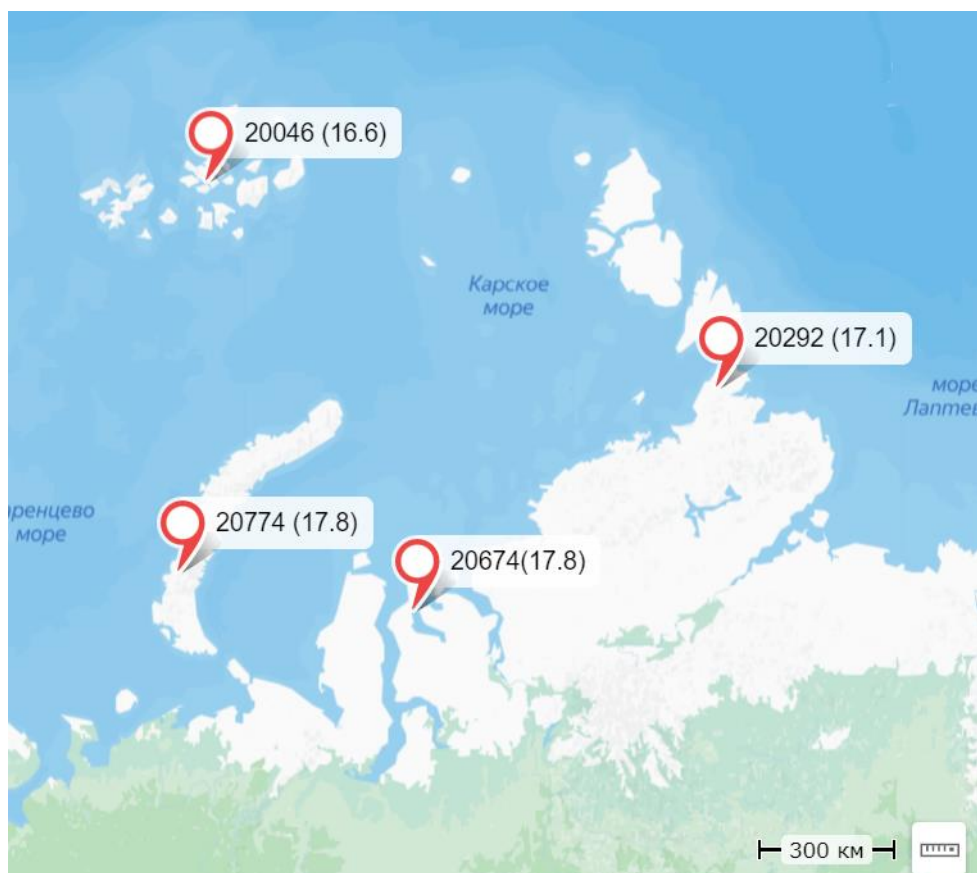 20046 (16.6)
Карское
море
20292 (17.1)
море
Лаптев
ренцево
море
20774 (17.8)
20674(17.8)
300 км